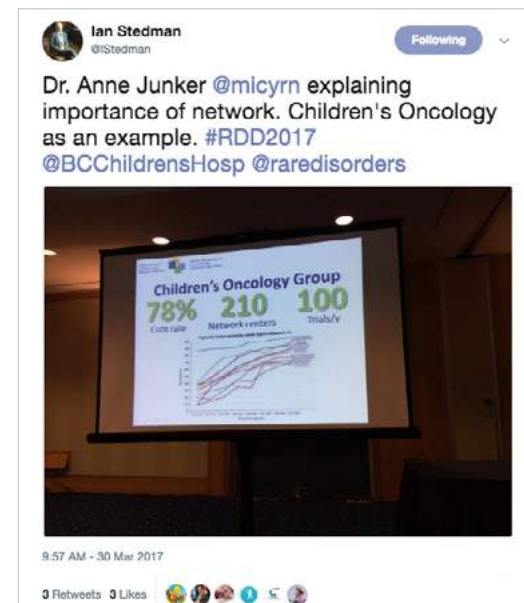 Ian Stedman
@IStedman
Following
Dr. Anne Junker @micyrn explaining
importance of network. Children's Oncology
as an example. #RDD2017
@BCChildrensHosp @raredisorders
Children's Oncology Group
78% 210 100
Cure rate Network centers Trials/y
9:57 AM - 30 Mar 2017
3 Retweets 3 Likes